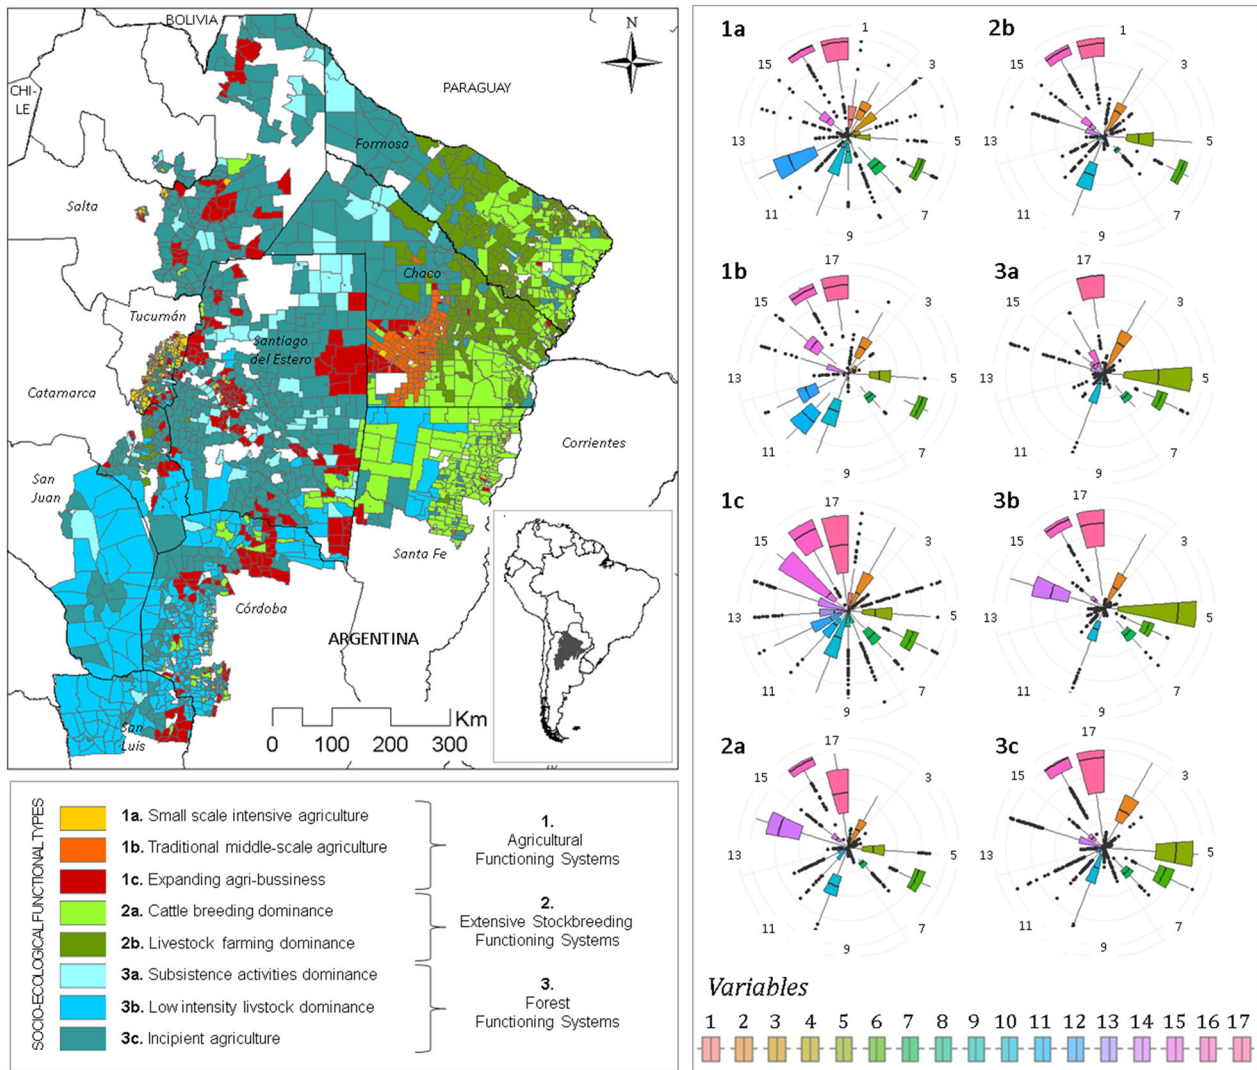 BOLIVIA
N
PARAGUAY
CHI-
LE
Formosa
Salta
Chaco
Tucumán
Santiago
del Estero
Catamarca
Corrientes
San
Juan
Santa Fe
Córdoba
ARGENTINA
San
Luis
Km
0 100 200 300
SOCIO-ECOLOGICAL FUNCTIONAL TYPES
1a. Small scale intensive agriculture
1b. Traditional middle-scale agriculture
1c. Expanding agri-bussiness
2a. Cattle breeding dominance
2b. Livestock farming dominance
3a. Subsistence activities dominance
3b. Low intensity livstock dominance
3c. Incipient agriculture
1.
Agricultural
Functioning Systems
2.
Extensive Stockbreeding
Functioning Systems
3.
Forest
Functioning Systems
1a
1
3
15
13
11
9
7
2b
1
3
15
5
13
11
9
7
1b
17
3
15
13
11
9
7
3a
17
3
15
5
13
11
9
7
1c
17
3
15
13
11
9
7
3b
17
3
15
5
13
11
9
7
2a
17
3
15
5
13
11
9
7
3c
17
3
15
5
13
11
9
7
Variables
1 2 3 4 5 6 7 8 9 10 11 12 13 14 15 16 17